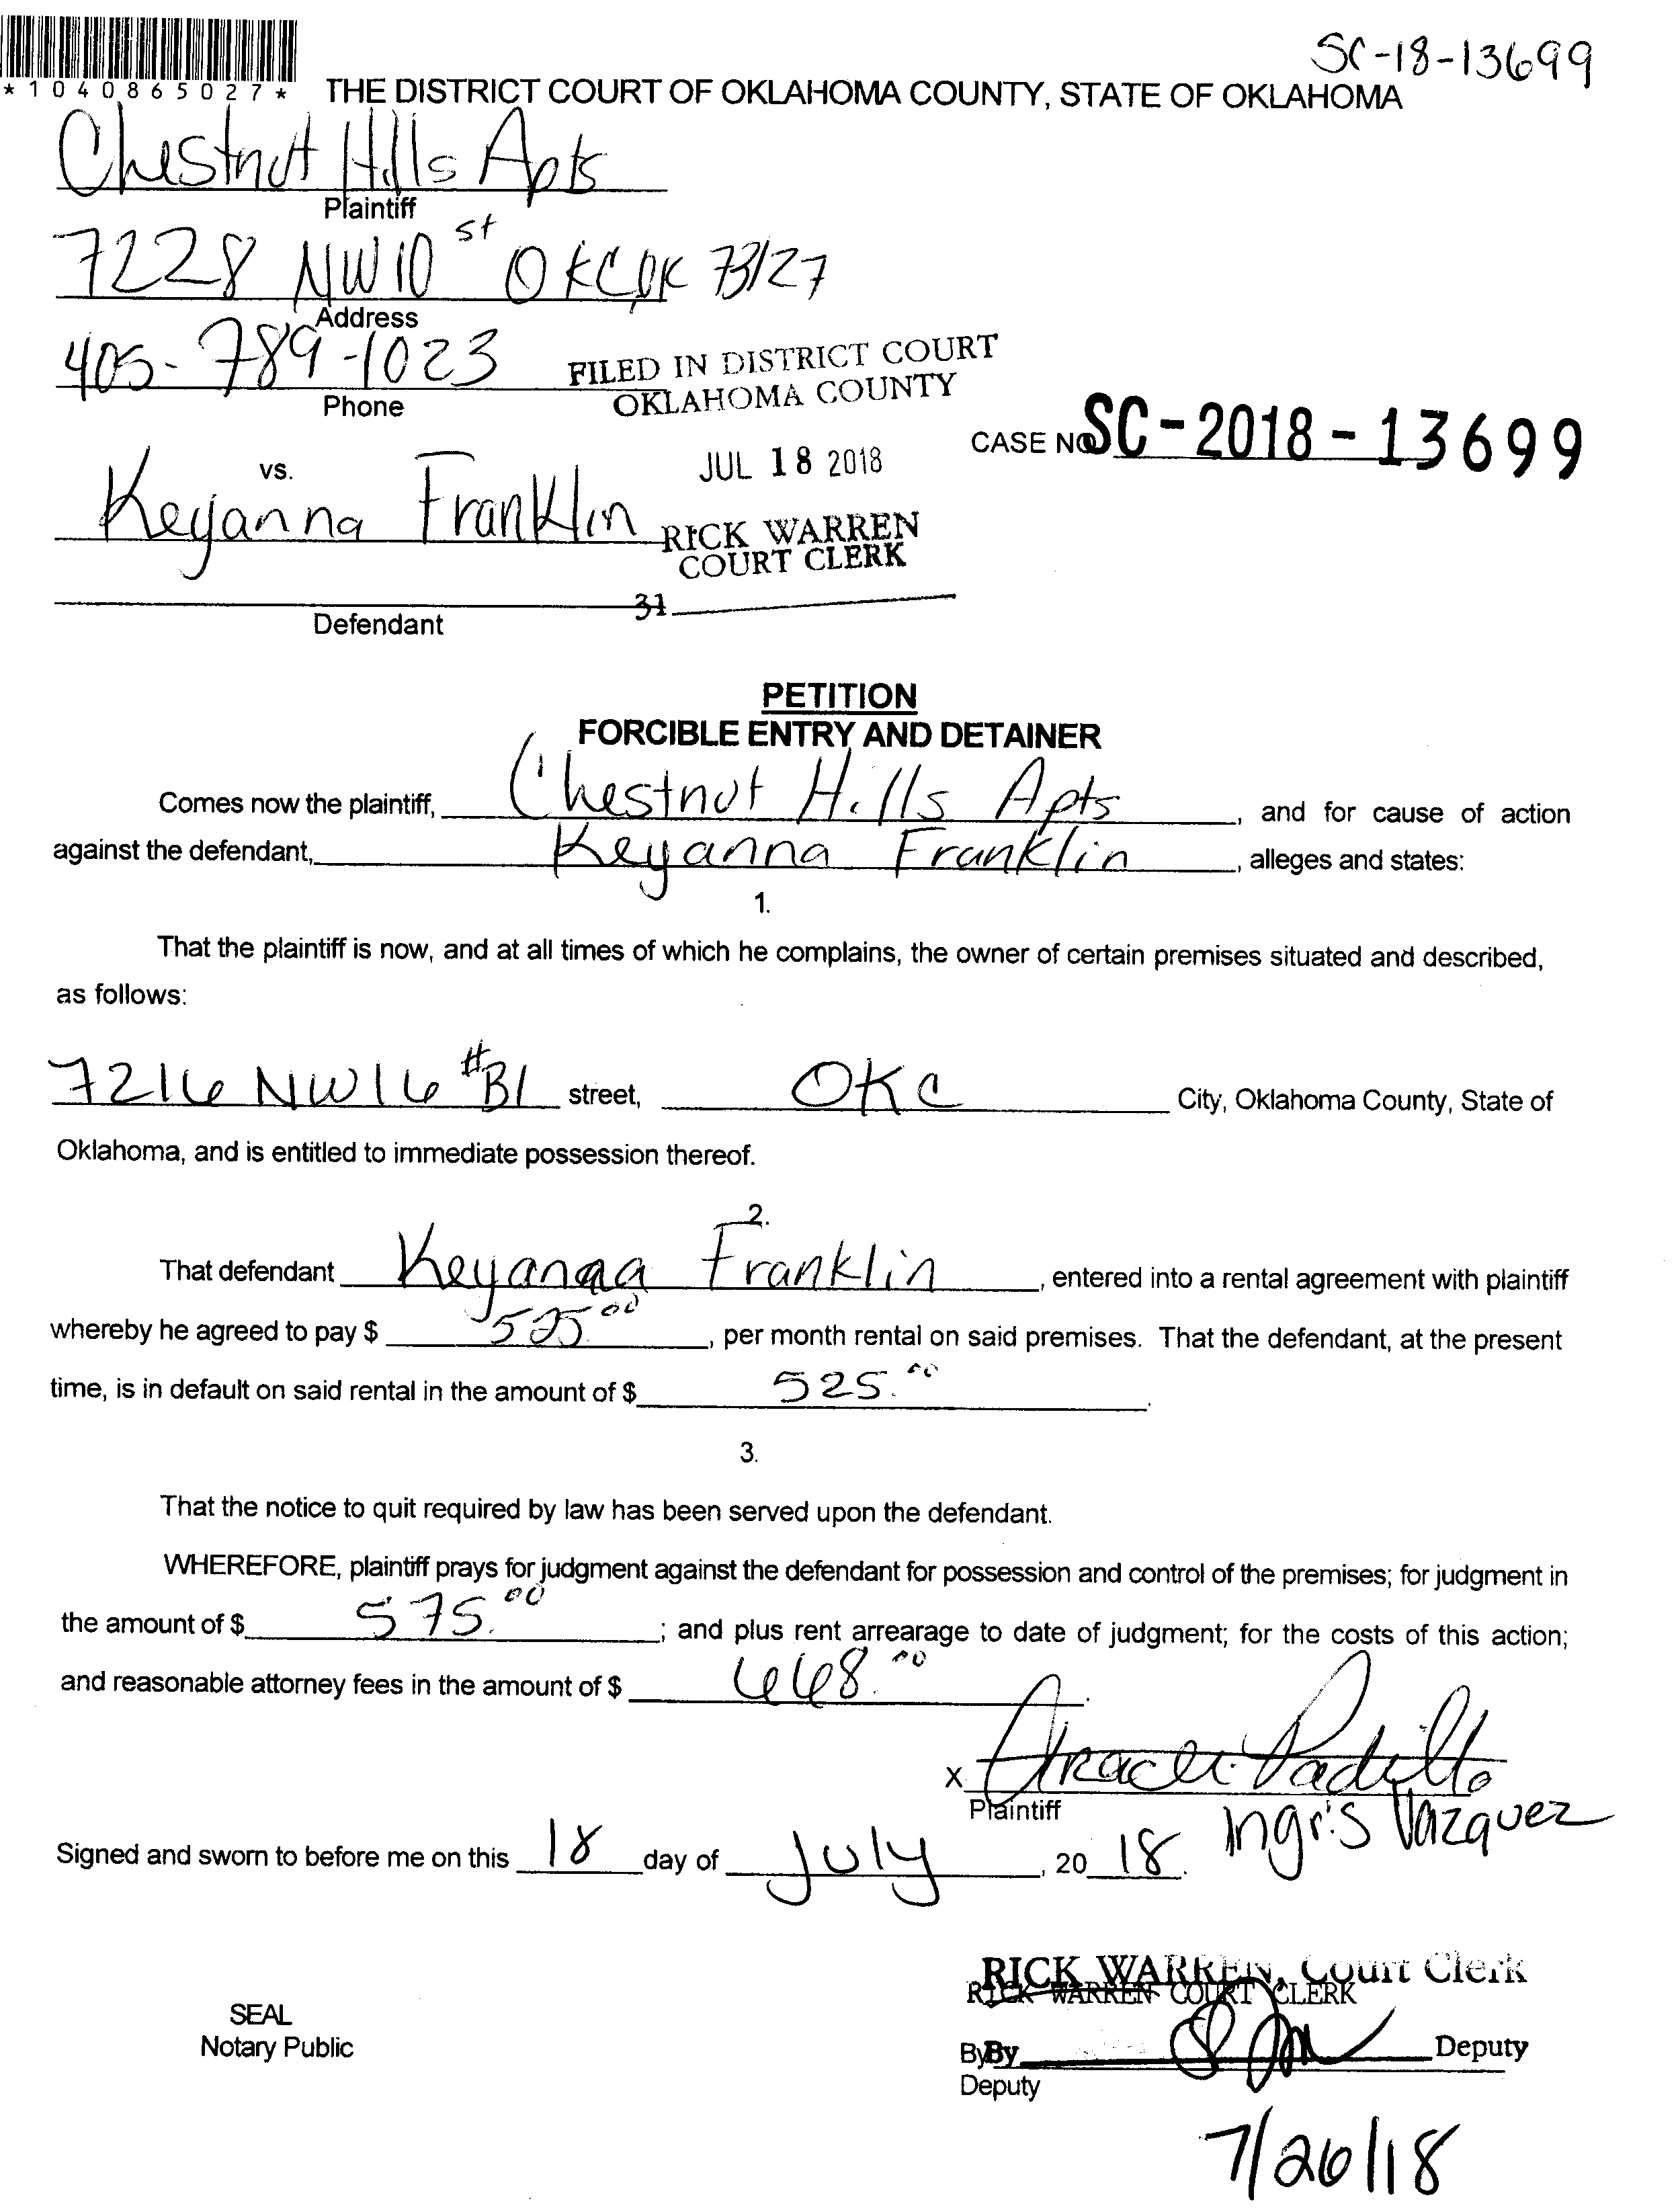 SC-18-13699
*1040865027* THE DISTRICT COURT OF OKLAHOMA COUNTY, STATE OF OKLAHOMA
Chestnut Hills Apts
Plaintiff
7228 NW 10 st OKC OK 73127
Address
405-789-1023 FILED IN DISTRICT COURT
OKLAHOMA COUNTY
Phone
CASE NO. SC-2018-13699
vs. JUL 18 2018
Keyanna Franklin RICK WARREN
COURT CLERK
31
Defendant
PETITION
FORCIBLE ENTRY AND DETAINER
Comes now the plaintiff, Chestnut Hills Apts, and for cause of action
against the defendant, Keyanna Franklin, alleges and states:
1.
That the plaintiff is now, and at all times of which he complains, the owner of certain premises situated and described,
as follows:
7216 NW16 #B1 street, OKC City, Oklahoma County, State of
Oklahoma, and is entitled to immediate possession thereof.
2.
That defendant Keyanna Franklin, entered into a rental agreement with plaintiff
whereby he agreed to pay $ 525.00, per month rental on said premises. That the defendant, at the present
time, is in default on said rental in the amount of $ 525.00.
3.
That the notice to quit required by law has been served upon the defendant.
WHEREFORE, plaintiff prays for judgment against the defendant for possession and control of the premises; for judgment in
the amount of $ 575.00; and plus rent arrearage to date of judgment; for the costs of this action;
and reasonable attorney fees in the amount of $ 668.00.
x Araceli Padilla
Plaintiff
Ingris Vazquez
Signed and sworn to before me on this 18 day of July, 20 18.
RICK WARREN, Court Clerk
RICK WARREN COURT CLERK
SEAL
Notary Public
By By Deputy
Deputy
7/26/18